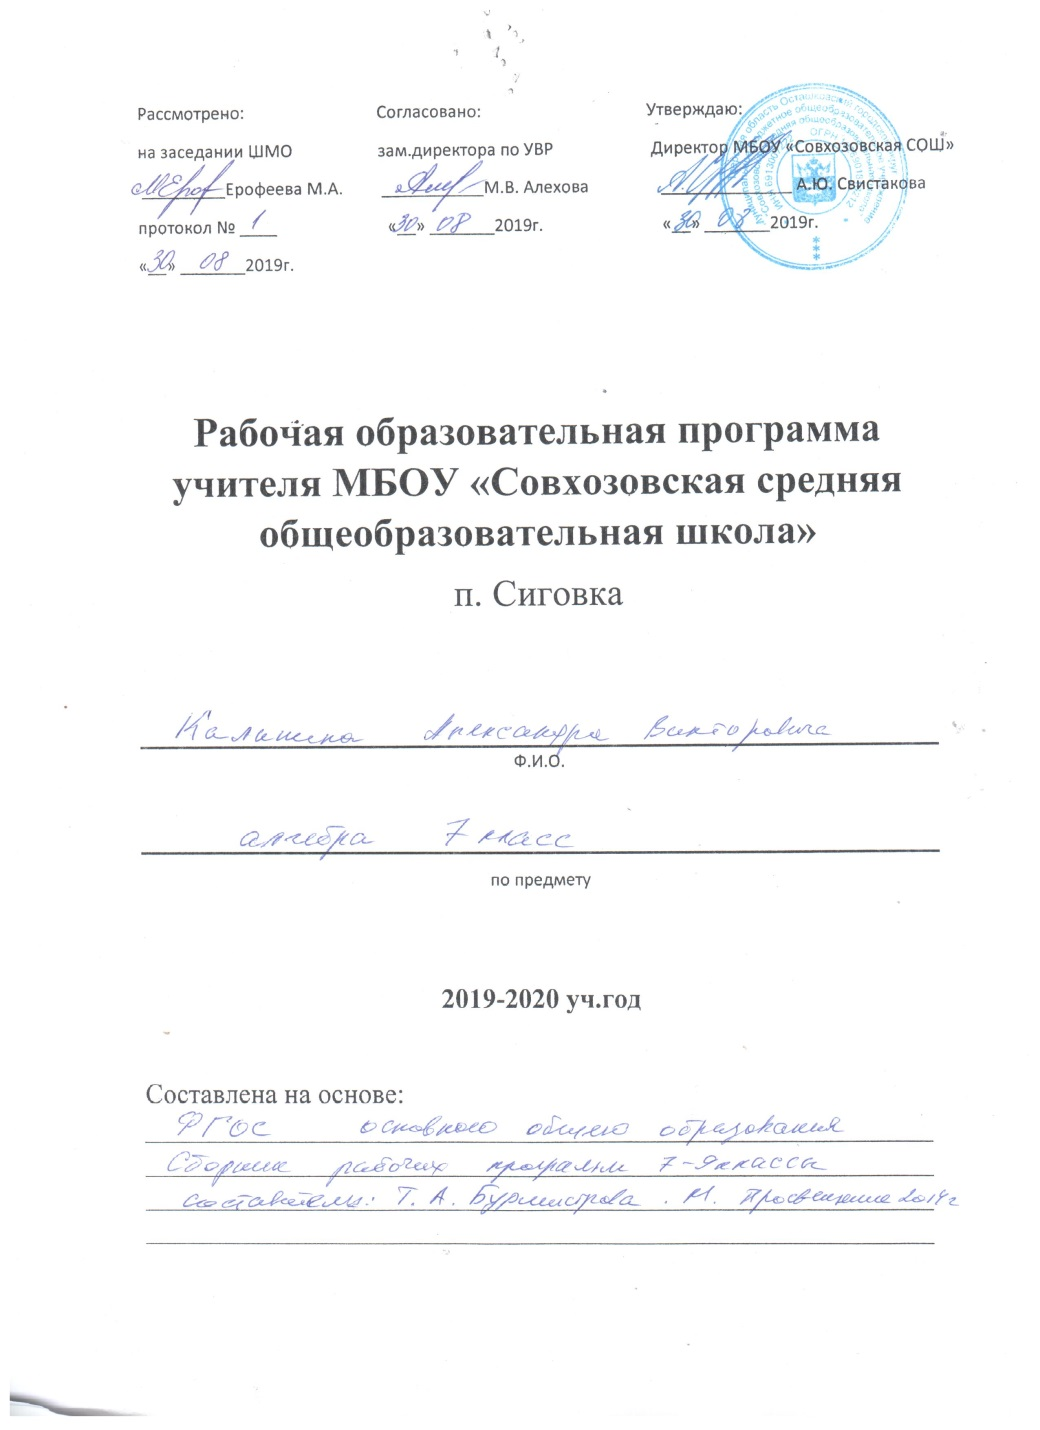 Рассмотрено:
на заседании ШМО
Ерофеева М.А.
протокол № 1
«30» 08 2019г.
Согласовано:
зам.директора по УВР
М.В. Алехова
«30» 08 2019г.
Утверждаю:
Директор МБОУ «Совхозовская СОШ»
А.Ю. Свистакова
«30» 08 2019г.
Рабочая образовательная программа
учителя МБОУ «Совхозовская средняя
общеобразовательная школа»
п. Сиговка
Калинина Александра Викторовича
Ф.И.О.
алгебра 7 класс
по предмету
2019-2020 уч.год
Составлена на основе:
ФГОС основного общего образования
Сборник рабочих программ 7-9 классы
составитель: Т.А. Бурмистрова. М. Просвещение 2014г